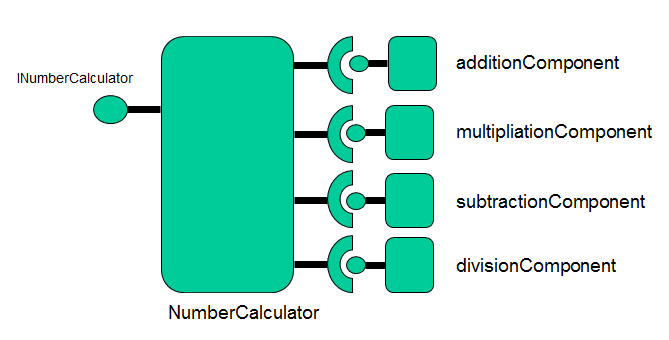 INumberCalculator
additionComponent
multipliationComponent
subtractionComponent
divisionComponent
NumberCalculator